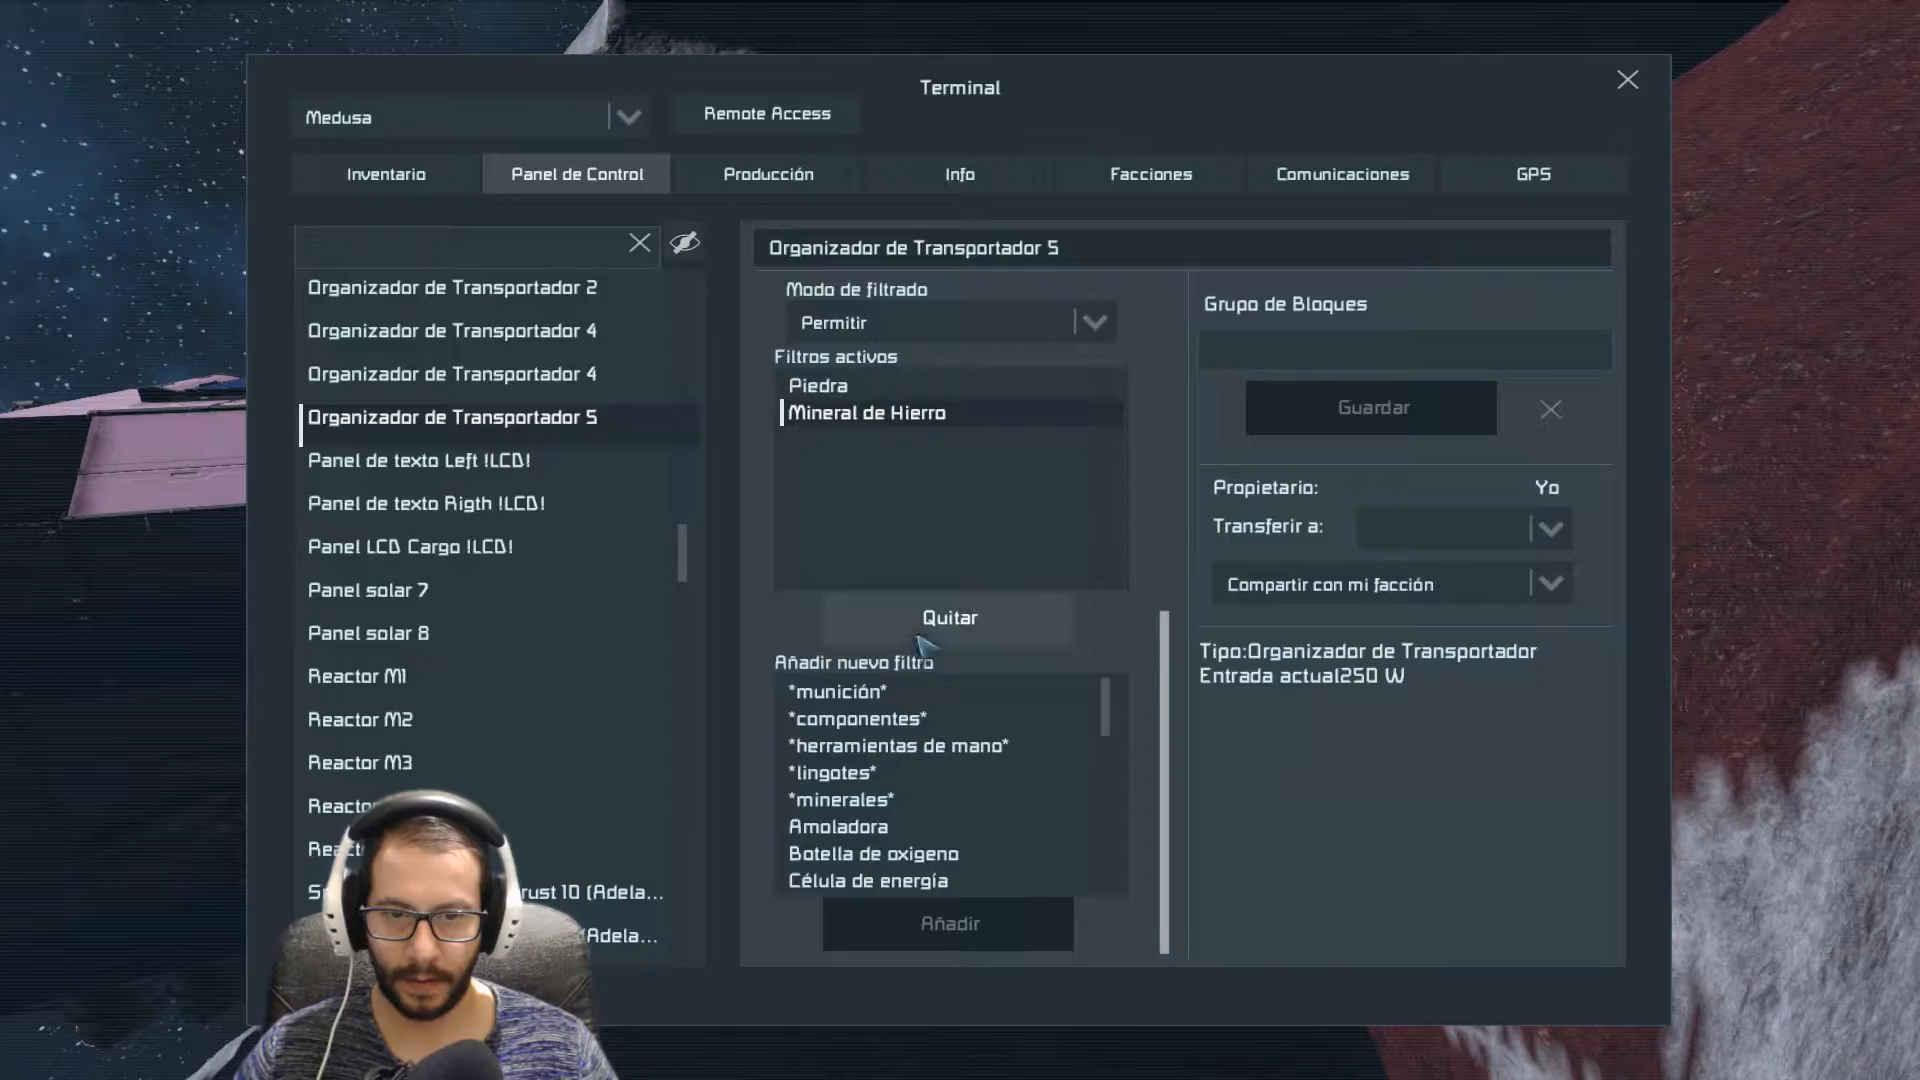 Terminal
Medusa
Remote Access
Inventario
Panel de Control
Producción
Info
Facciones
Comunicaciones
GPS
Organizador de Transportador 2
Organizador de Transportador 4
Organizador de Transportador 4
Organizador de Transportador 5
Panel de texto Left !LCD!
Panel de texto Rigth !LCD!
Panel LCD Cargo !LCD!
Panel solar 7
Panel solar 8
Reactor M1
Reactor M2
Reactor M3
rust 10 (Adela...
(Adela...
Organizador de Transportador 5
Modo de filtrado
Permitir
Filtros activos
Piedra
Mineral de Hierro
Quitar
Añadir nuevo filtro
*munición*
*componentes*
*herramientas de mano*
*lingotes*
*minerales*
Amoladora
Botella de oxigeno
Célula de energía
Añadir
Grupo de Bloques
Guardar
Propietario: Yo
Transferir a:
Compartir con mi facción
Tipo:Organizador de Transportador
Entrada actual250 W